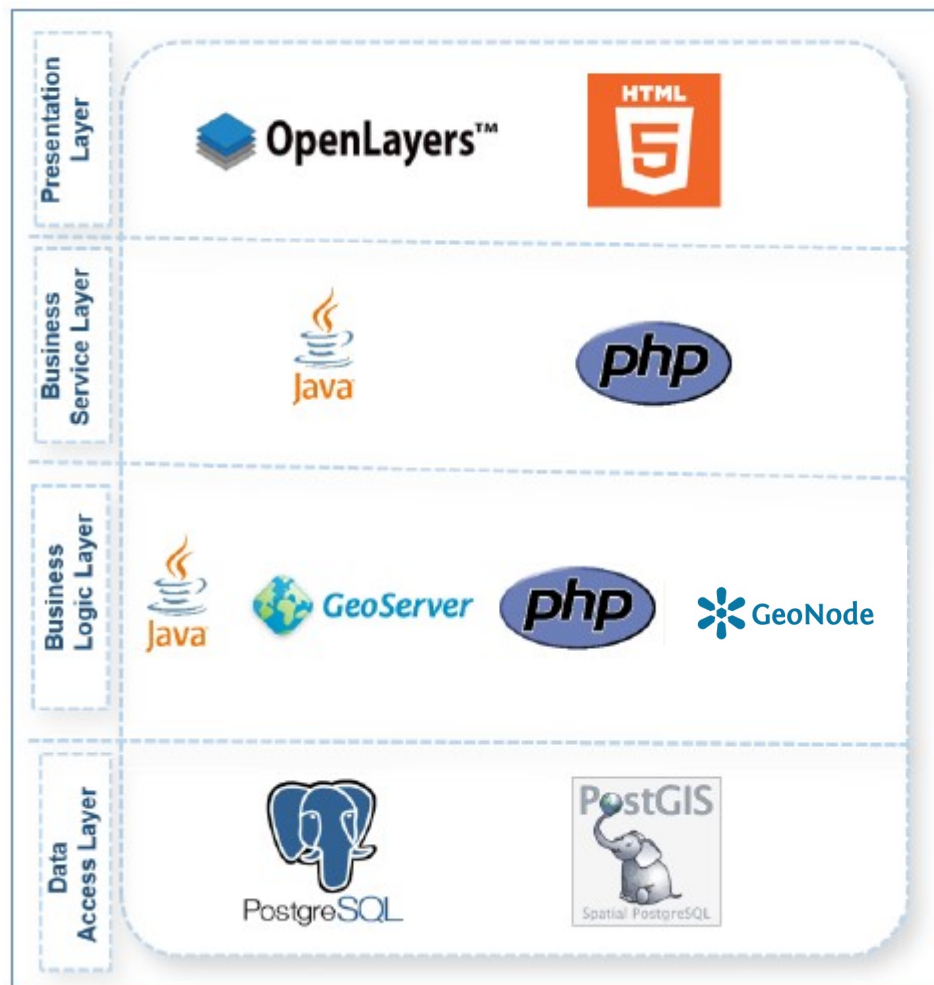 Presentation
Layer
OpenLayers™
HTML
5
Business
Service Layer
Java
php
Business
Logic Layer
Java
GeoServer
php
GeoNode
Data
Access Layer
PostgreSQL
PostGIS
Spatial PostgreSQL